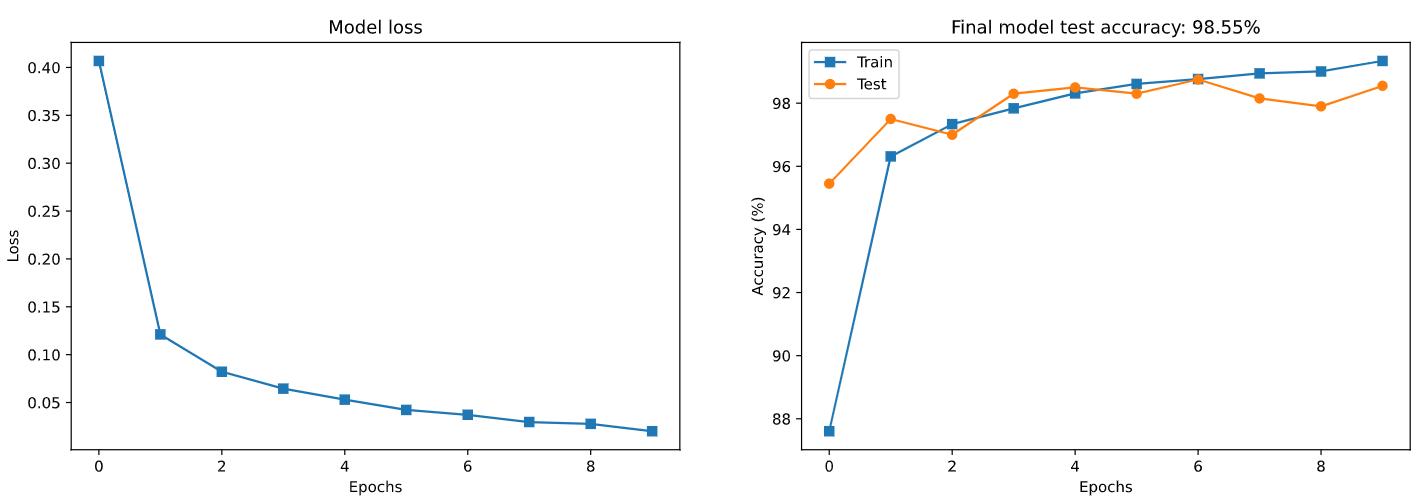 Model loss
0.40
0.35
0.30
0.25
0.20
0.15
0.10
0.05
Loss
0 2 4 6 8
Epochs
Final model test accuracy: 98.55%
Train
Test
98
96
94
92
90
88
Accuracy (%)
0 2 4 6 8
Epochs